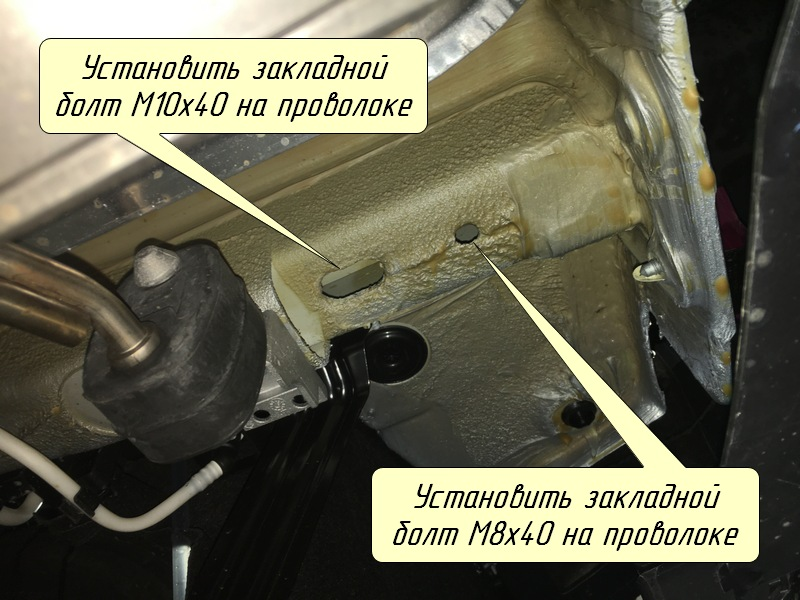 Установить закладной
болт М10х40 на проволоке
Установить закладной
болт М8х40 на проволоке